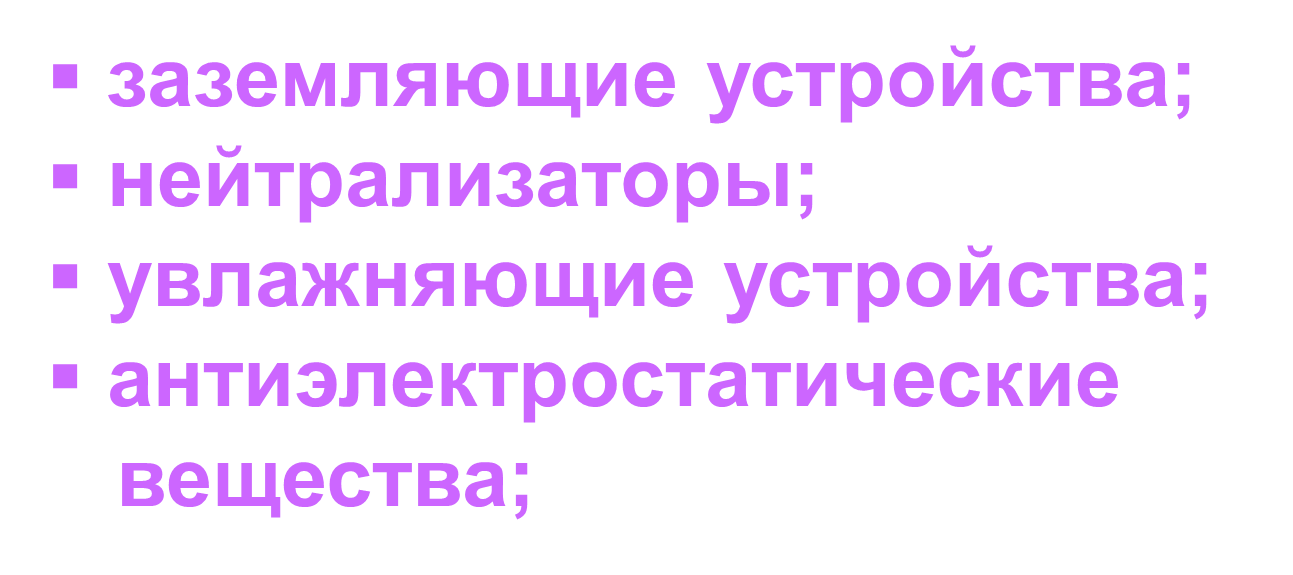 ▪ заземляющие устройства;
▪ нейтрализаторы;
▪ увлажняющие устройства;
▪ антиэлектростатические
вещества;